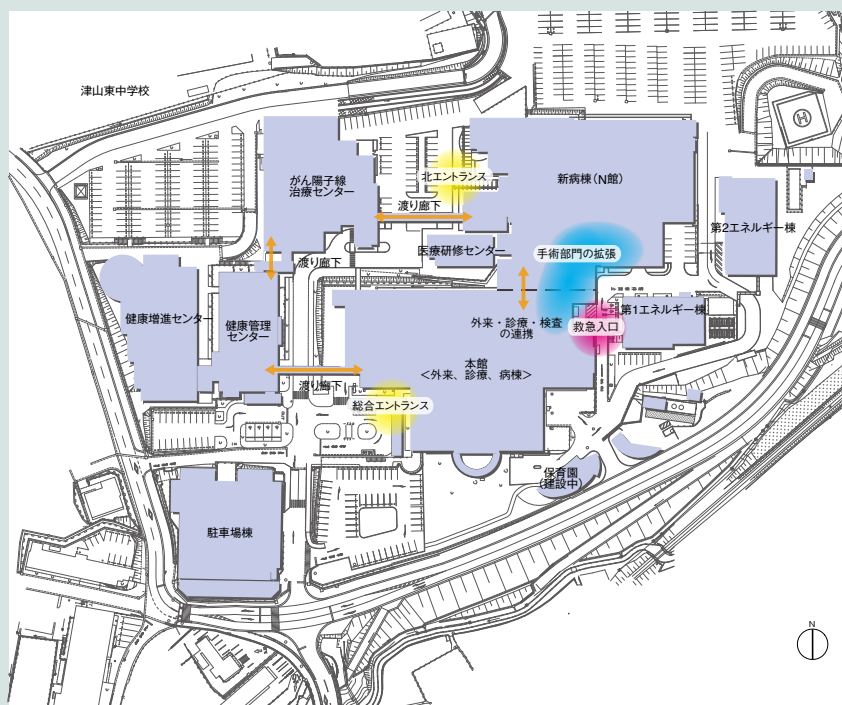 津山東中学校
H
がん陽子線
治療センター
北エントランス
新病棟(N館)
渡り廊下
第2エネルギー棟
医療研修センター
手術部門の拡張
渡り廊下
健康増進センター
健康管理
センター
第1エネルギー棟
外来・診療・検査
の連携
救急入口
本館
<外来、診療、病棟>
渡り廊下
総合エントランス
保育園
(建設中)
駐車場棟
N